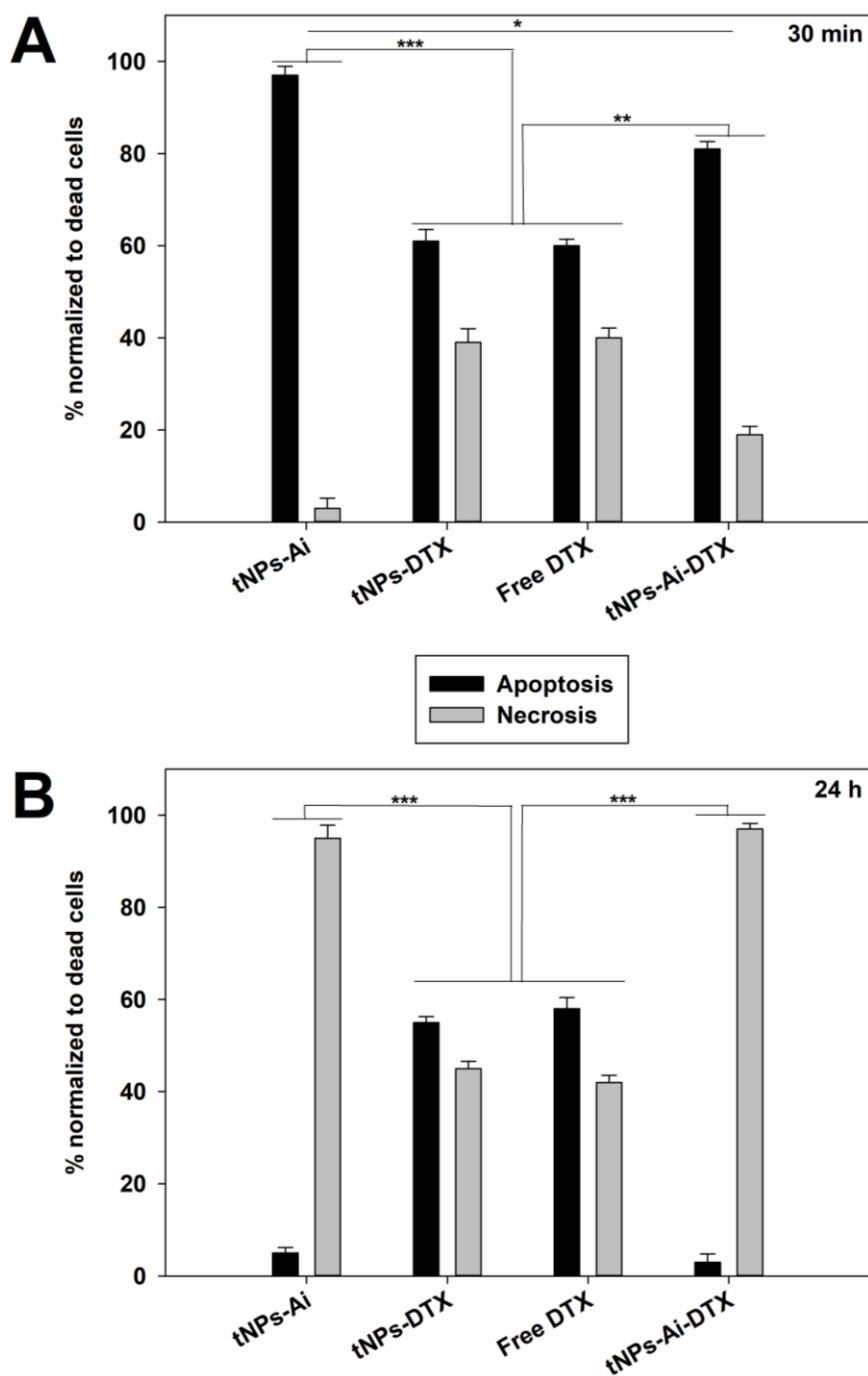 A
30 min
*
***
**
100
80
60
40
20
0
% normalized to dead cells
tNPs-Ai
tNPs-DTX
Free DTX
tNPs-Ai-DTX
Apoptosis
Necrosis
B
24 h
***
***
100
80
60
40
20
0
% normalized to dead cells
tNPs-Ai
tNPs-DTX
Free DTX
tNPs-Ai-DTX